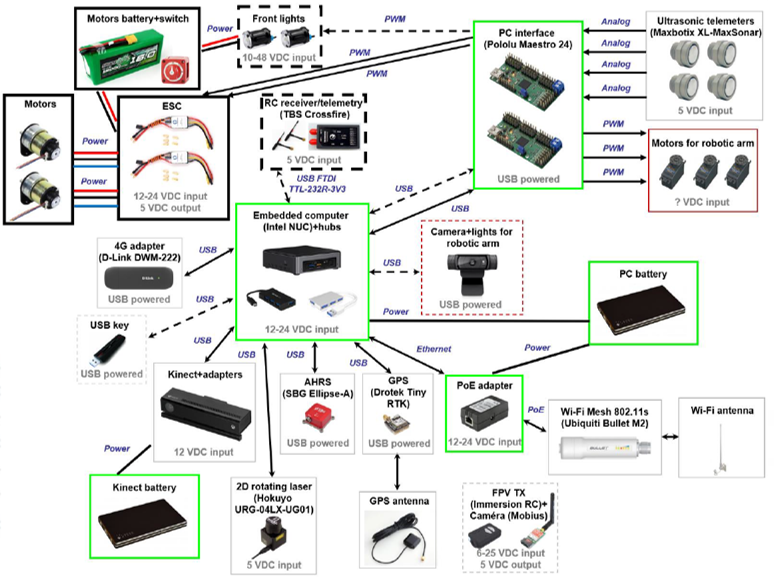 Motors battery+switch
Power
Front lights
10-48 VDC input
PWM
PC interface
(Pololu Maestro 24)
USB powered
Analog
Analog
Analog
Analog
Ultrasonic telemeters
(Maxbotix XL-MaxSonar)
5 VDC input
PWM
PWM
Motors
Power
Power
ESC
12-24 VDC input
5 VDC output
RC receiver/telemetry
(TBS Crossfire)
5 VDC input
USB FTDI
TTL-232R-3V3
PWM
PWM
PWM
Motors for robotic arm
? VDC input
USB
USB
4G adapter
(D-Link DWM-222)
USB powered
USB
Embedded computer
(Intel NUC)+hubs
12-24 VDC input
USB
Camera+lights for
robotic arm
USB powered
PC battery
Power
Power
USB key
USB powered
USB
USB
Kinect+adapters
12 VDC input
USB
USB
USB
Ethernet
AHRS
(SBG Ellipse-A)
USB powered
GPS
(Drotek Tiny
RTK)
USB powered
PoE adapter
12-24 VDC input
PoE
Wi-Fi Mesh 802.11s
(Ubiquiti Bullet M2)
Wi-Fi antenna
Power
Kinect battery
2D rotating laser
(Hokuyo
URG-04LX-UG01)
5 VDC input
GPS antenna
FPV TX
(Immersion RC)+
Caméra (Mobius)
6-25 VDC input
5 VDC output